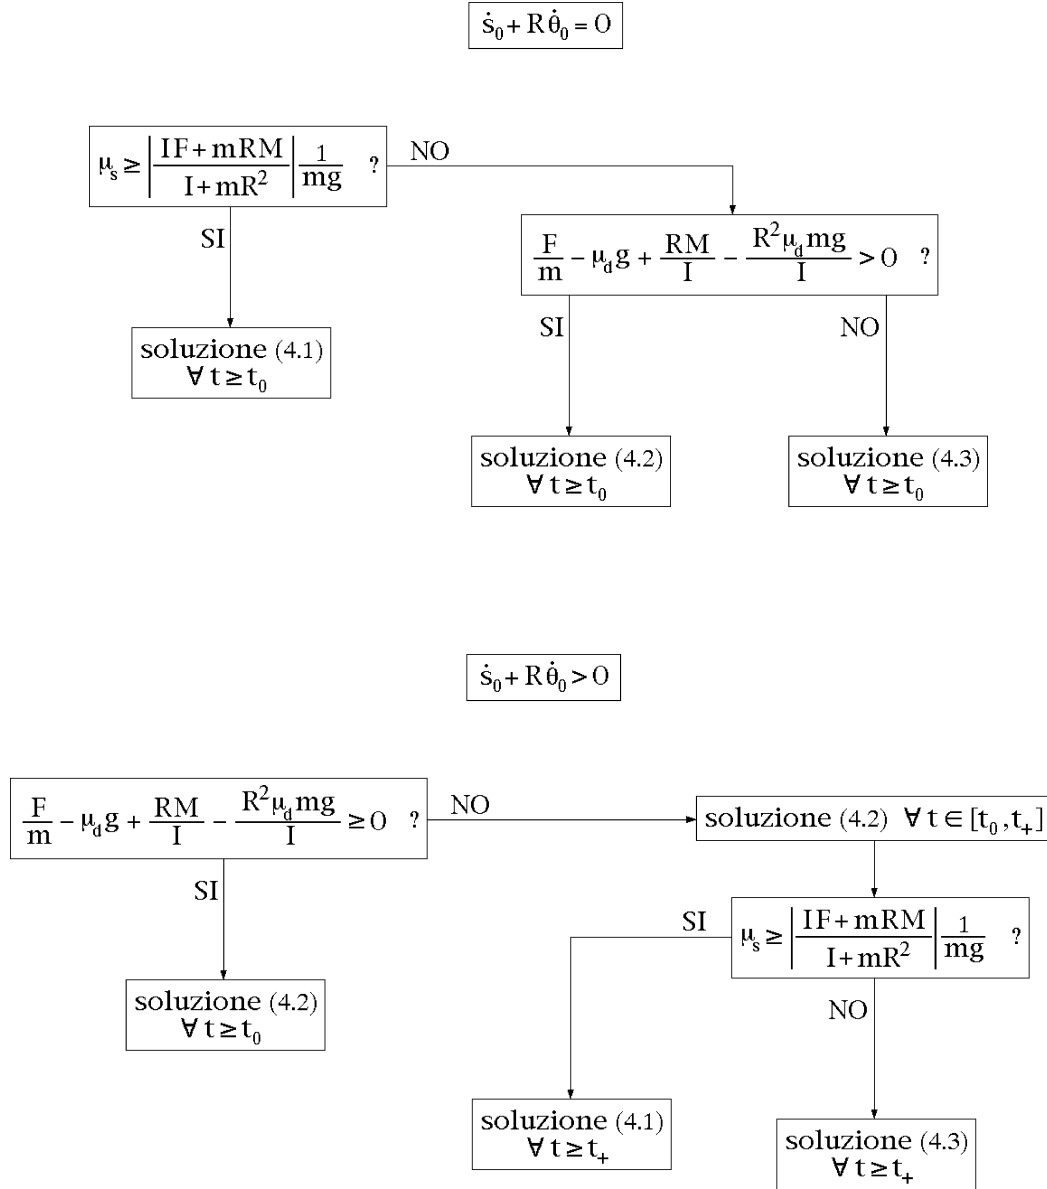 ṡ₀ + Rθ̇₀ = 0
μₛ ≥ |(IF + mRM)/(I + mR²)| 1/mg ?
NO
SI
F/m − μ_d g + RM/I − R²μ_d mg/I > 0 ?
SI
NO
soluzione (4.1)
∀ t ≥ t₀
soluzione (4.2)
∀ t ≥ t₀
soluzione (4.3)
∀ t ≥ t₀
ṡ₀ + Rθ̇₀ > 0
F/m − μ_d g + RM/I − R²μ_d mg/I ≥ 0 ?
NO
soluzione (4.2) ∀ t ∈ [t₀ , t₊]
SI
SI
μₛ ≥ |(IF + mRM)/(I + mR²)| 1/mg ?
NO
soluzione (4.2)
∀ t ≥ t₀
soluzione (4.1)
∀ t ≥ t₊
soluzione (4.3)
∀ t ≥ t₊